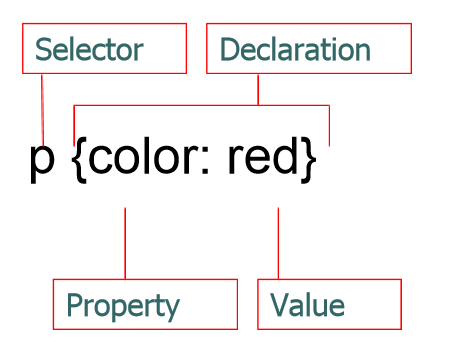 Selector Declaration
p {color: red}
Property Value